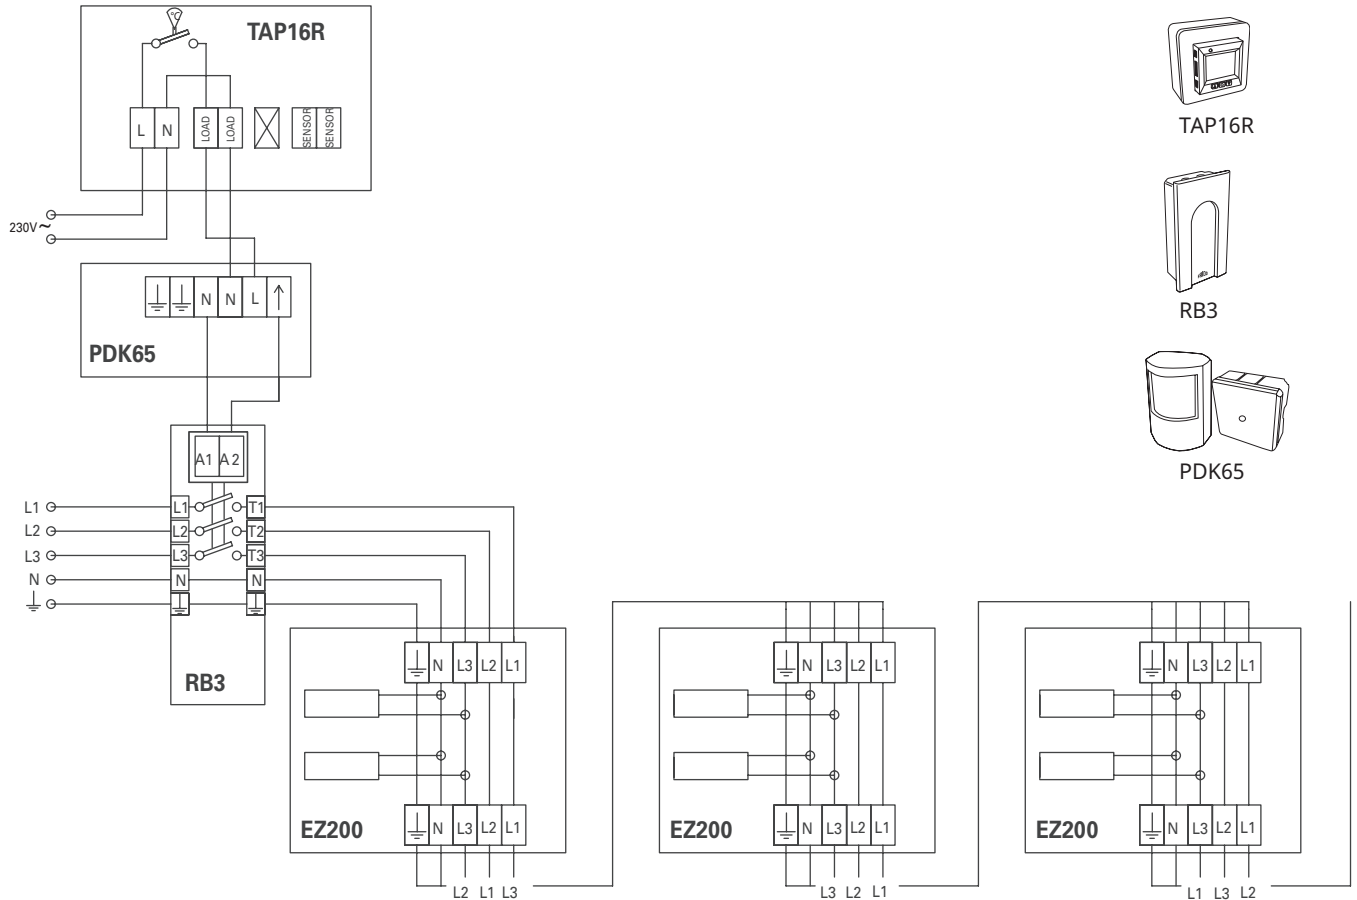 °C
TAP16R
L N LOAD LOAD SENSOR SENSOR
230V~
N N L
PDK65
A1 A2
L1 L1 T1
L2 L2 T2
L3 L3 T3
N N N
RB3
N L3 L2 L1
EZ200
N L3 L2 L1
L2 L1 L3
N L3 L2 L1
EZ200
N L3 L2 L1
L3 L2 L1
N L3 L2 L1
EZ200
N L3 L2 L1
L1 L3 L2
TAP16R
RB3
PDK65